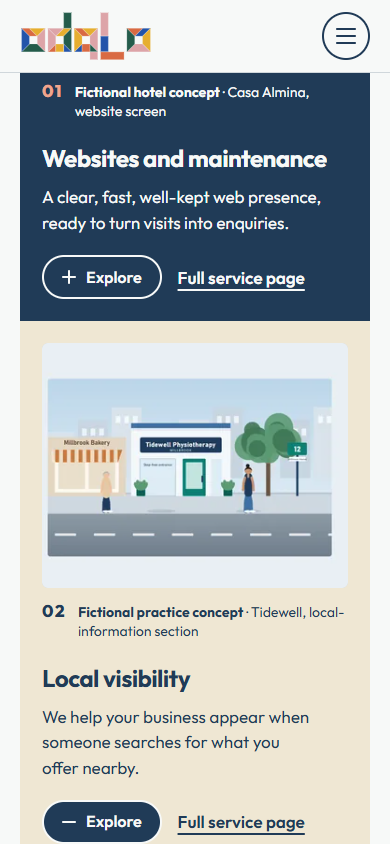 adaLo
01 Fictional hotel concept · Casa Almina,
website screen
Websites and maintenance
A clear, fast, well-kept web presence,
ready to turn visits into enquiries.
+ Explore Full service page
Millbrook Bakery
Tidewell Physiotherapy
12
02 Fictional practice concept · Tidewell, local-
information section
Local visibility
We help your business appear when
someone searches for what you
offer nearby.
− Explore Full service page